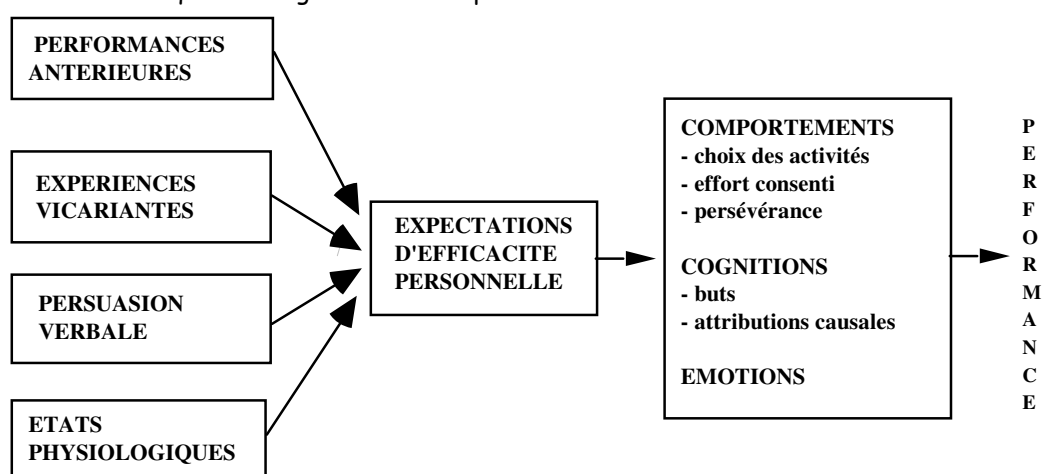 PERFORMANCES
ANTERIEURES
EXPERIENCES
VICARIANTES
PERSUASION
VERBALE
ETATS
PHYSIOLOGIQUES
EXPECTATIONS
D'EFFICACITE
PERSONNELLE
COMPORTEMENTS
- choix des activités
- effort consenti
- persévérance
COGNITIONS
- buts
- attributions causales
EMOTIONS
P
E
R
F
O
R
M
A
N
C
E